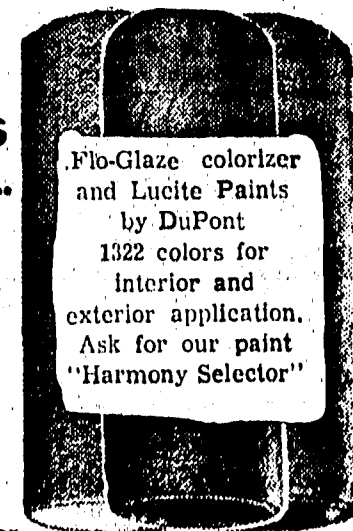 Flo-Glaze colorizer
and Lucite Paints
by DuPont
1322 colors for
interior and
exterior application.
Ask for our paint
"Harmony Selector"